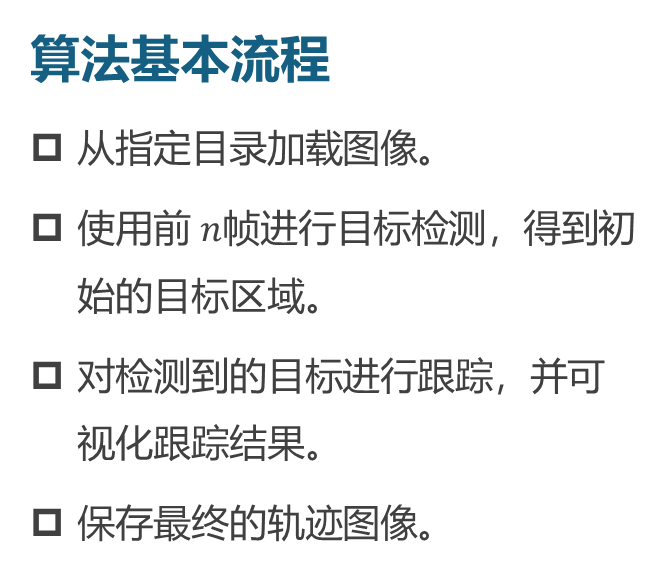 算法基本流程
从指定目录加载图像。
使用前 n帧进行目标检测，得到初
始的目标区域。
对检测到的目标进行跟踪，并可
视化跟踪结果。
保存最终的轨迹图像。